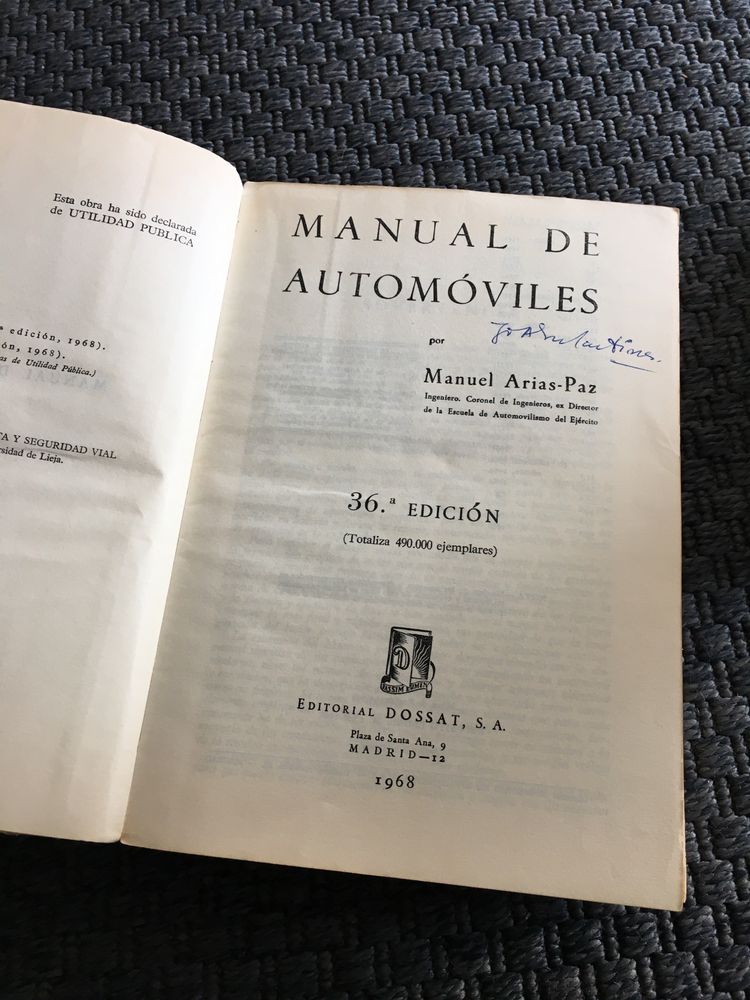 Esta obra ha sido declarada
de UTILIDAD PUBLICA
edición, 1968).
ón, 1968).
as de Utilidad Pública.)
TA Y SEGURIDAD VIAL
rsidad de Lieja.
MANUAL DE
AUTOMÓVILES
por
Manuel Arias-Paz
Ingeniero. Coronel de Ingenieros, ex Director
de la Escuela de Automovilismo del Ejército
36.ª EDICIÓN
(Totaliza 490.000 ejemplares)
D
EDITORIAL DOSSAT, S. A.
Plaza de Santa Ana, 9
MADRID—12
1968